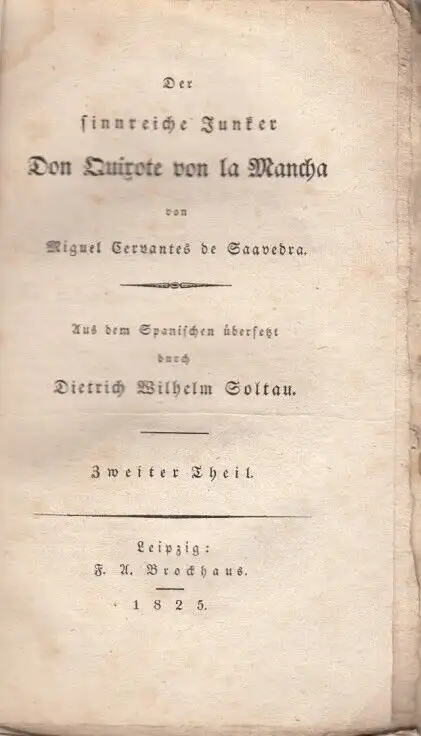 Der
sinnreiche Junker
Don Quixote von la Mancha
von
Miguel Cervantes de Saavedra.
Aus dem Spanischen übersetzt
durch
Dietrich Wilhelm Soltau.
Zweiter Theil.
Leipzig:
F. A. Brockhaus.
1825.